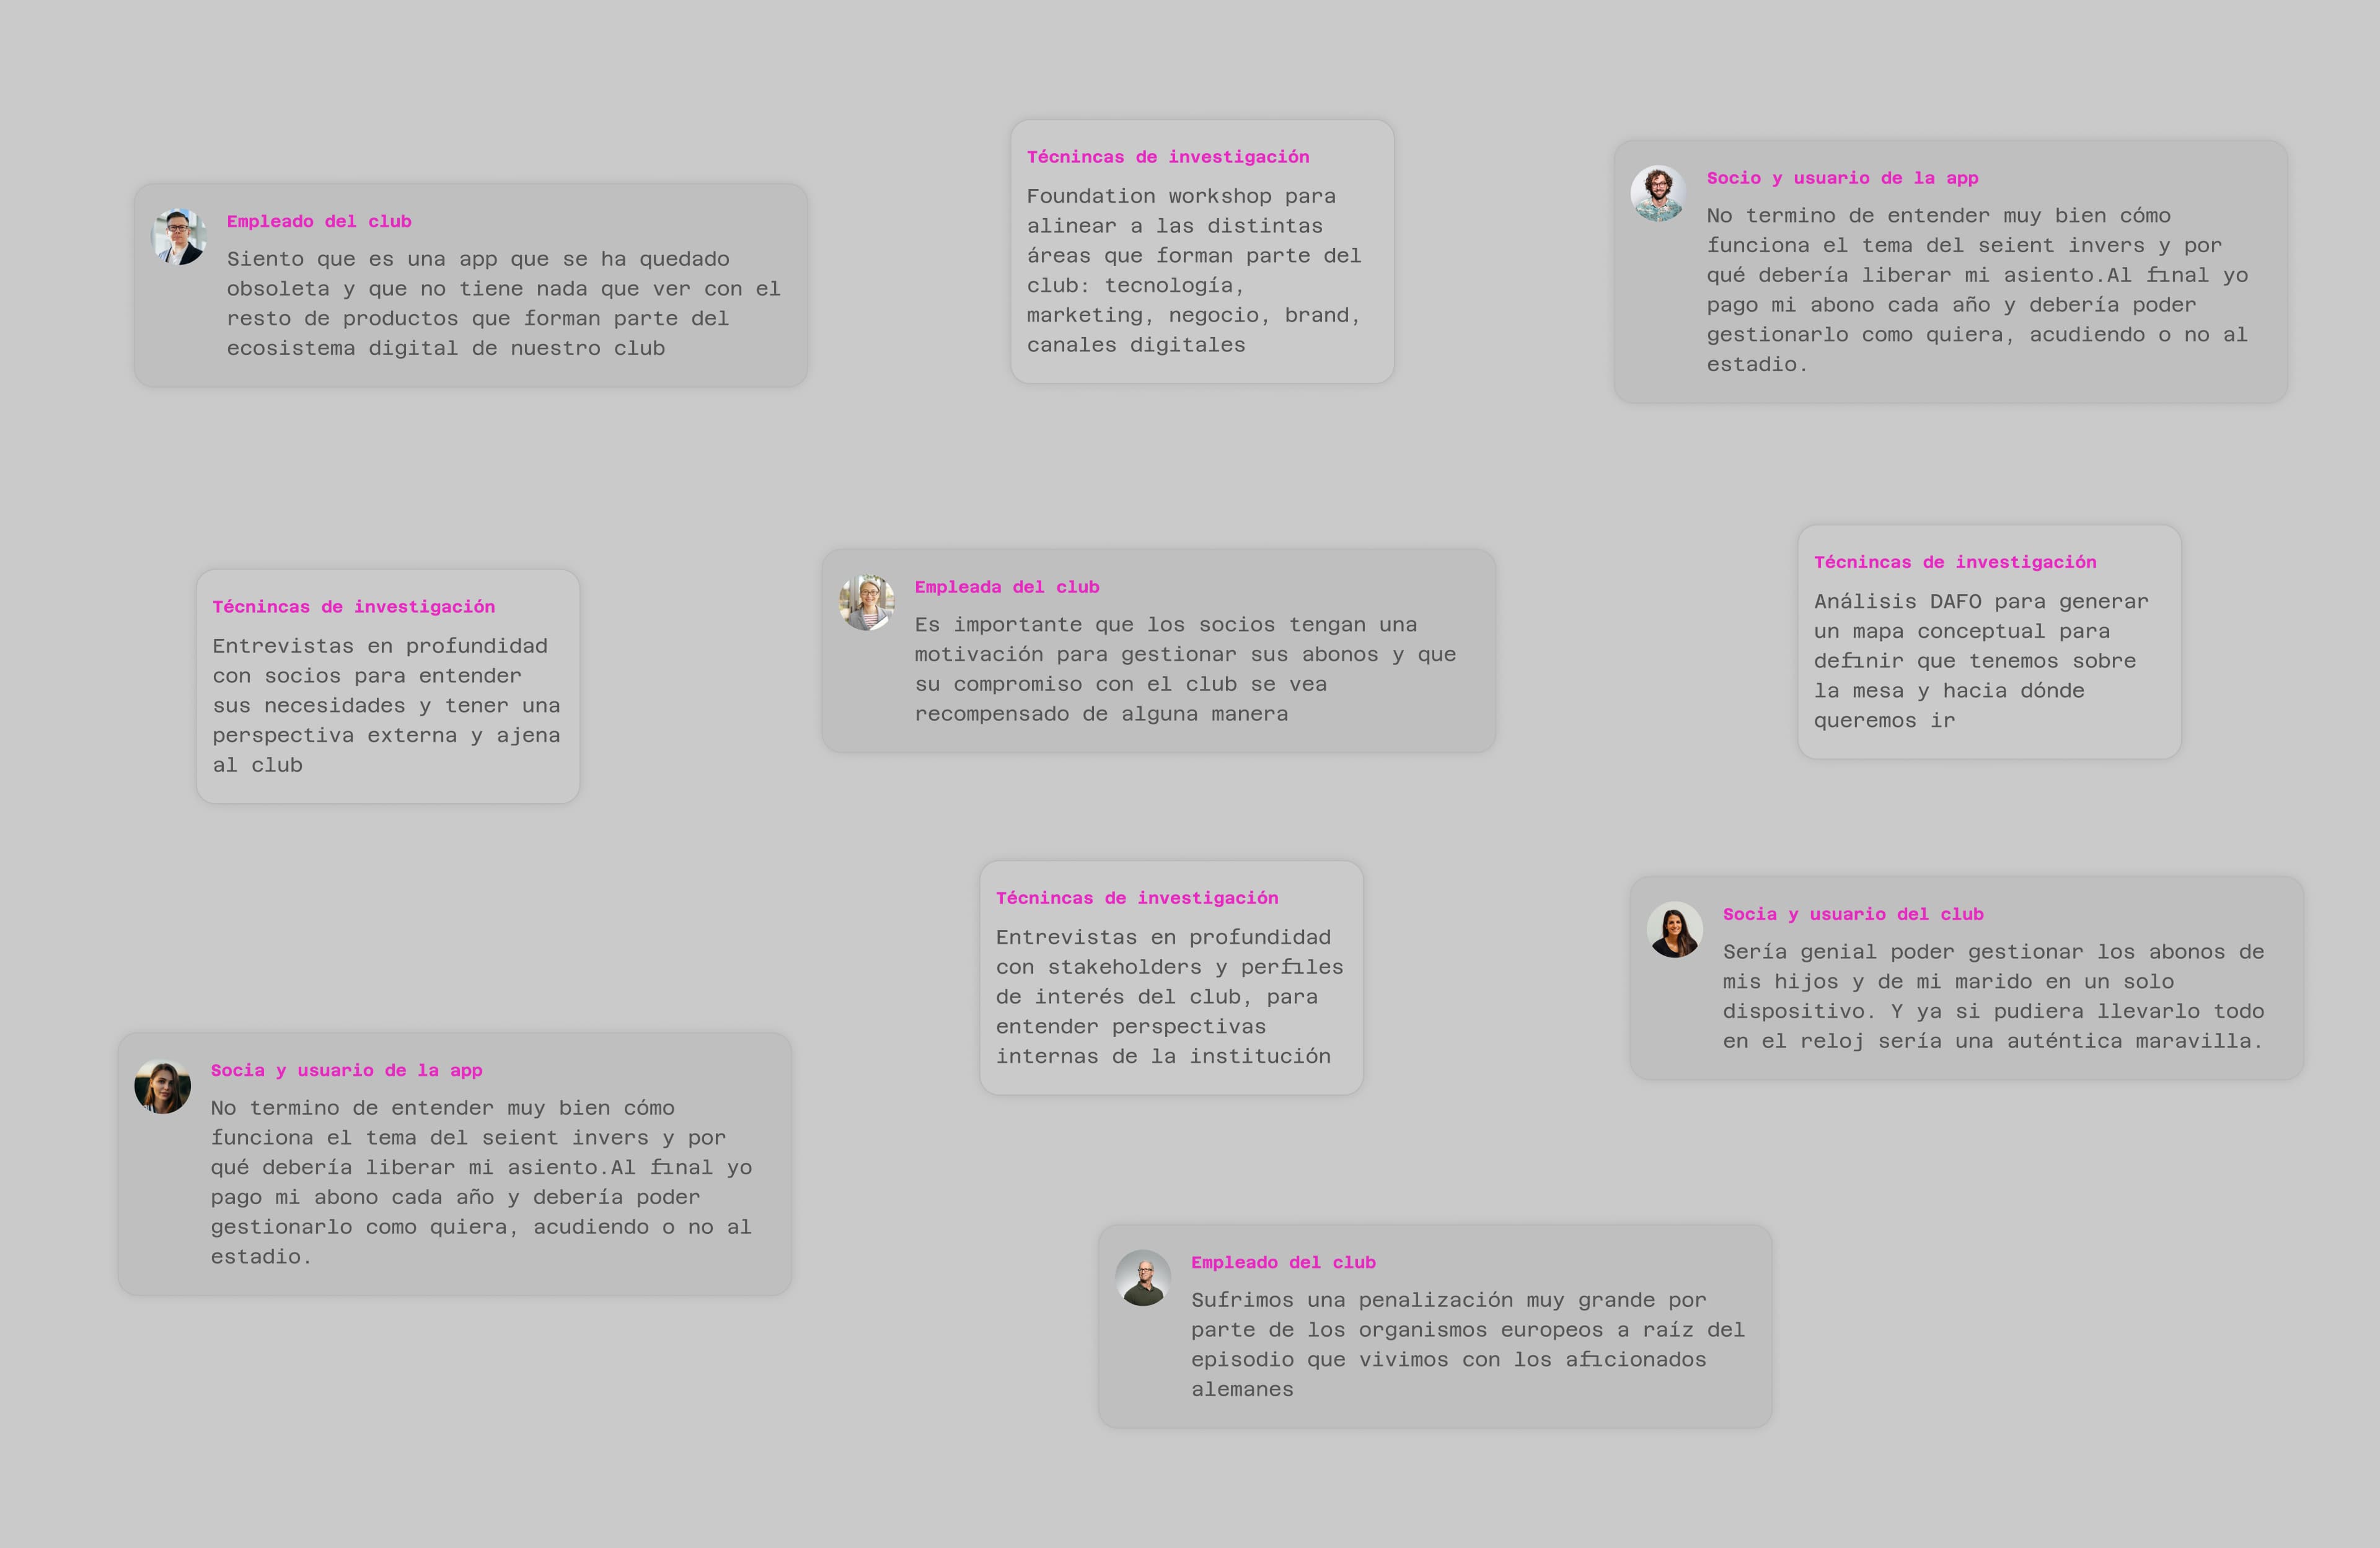 Empleado del club
Siento que es una app que se ha quedado
obsoleta y que no tiene nada que ver con el
resto de productos que forman parte del
ecosistema digital de nuestro club
Técnincas de investigación
Foundation workshop para
alinear a las distintas
áreas que forman parte del
club: tecnología,
marketing, negocio, brand,
canales digitales
Socio y usuario de la app
No termino de entender muy bien cómo
funciona el tema del seient invers y por
qué debería liberar mi asiento.Al final yo
pago mi abono cada año y debería poder
gestionarlo como quiera, acudiendo o no al
estadio.
Técnincas de investigación
Entrevistas en profundidad
con socios para entender
sus necesidades y tener una
perspectiva externa y ajena
al club
Empleada del club
Es importante que los socios tengan una
motivación para gestionar sus abonos y que
su compromiso con el club se vea
recompensado de alguna manera
Técnincas de investigación
Análisis DAFO para generar
un mapa conceptual para
definir que tenemos sobre
la mesa y hacia dónde
queremos ir
Técnincas de investigación
Entrevistas en profundidad
con stakeholders y perfiles
de interés del club, para
entender perspectivas
internas de la institución
Socia y usuario del club
Sería genial poder gestionar los abonos de
mis hijos y de mi marido en un solo
dispositivo. Y ya si pudiera llevarlo todo
en el reloj sería una auténtica maravilla.
Socia y usuario de la app
No termino de entender muy bien cómo
funciona el tema del seient invers y por
qué debería liberar mi asiento.Al final yo
pago mi abono cada año y debería poder
gestionarlo como quiera, acudiendo o no al
estadio.
Empleado del club
Sufrimos una penalización muy grande por
parte de los organismos europeos a raíz del
episodio que vivimos con los aficionados
alemanes